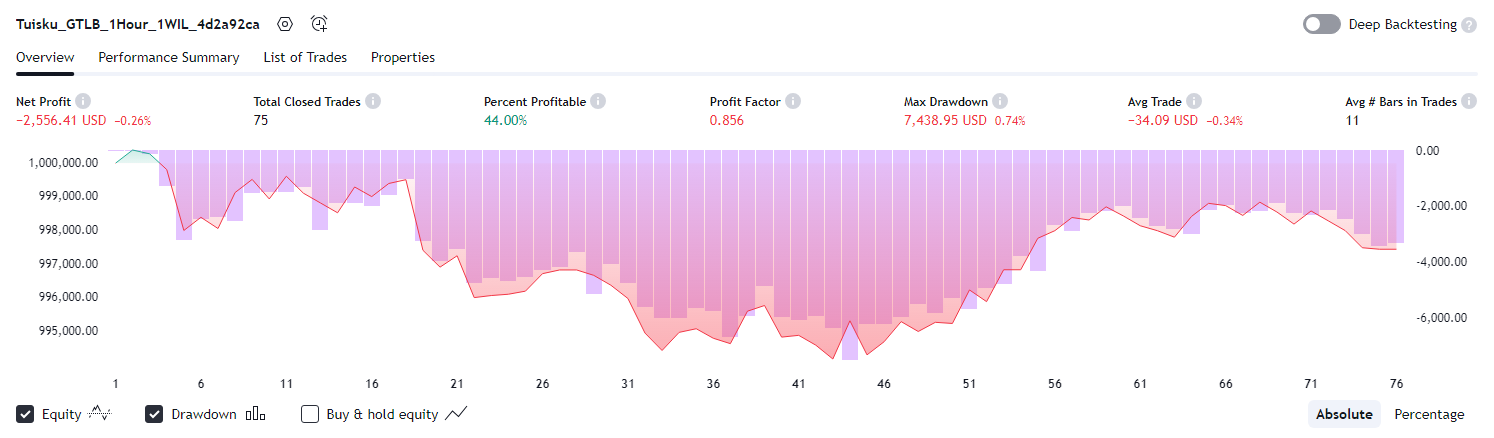 Tuisku_GTLB_1Hour_1WIL_4d2a92ca Deep Backtesting ?
Overview Performance Summary List of Trades Properties
Net Profit i Total Closed Trades i Percent Profitable i Profit Factor i Max Drawdown i Avg Trade i Avg # Bars in Trades i
−2,556.41 USD −0.26% 75 44.00% 0.856 7,438.95 USD 0.74% −34.09 USD −0.34% 11
1,000,000.00 0.00
999,000.00
998,000.00 -2,000.00
997,000.00 -4,000.00
996,000.00
995,000.00 -6,000.00
1 6 11 16 21 26 31 36 41 46 51 56 61 66 71 76
Equity Drawdown Buy & hold equity Absolute Percentage